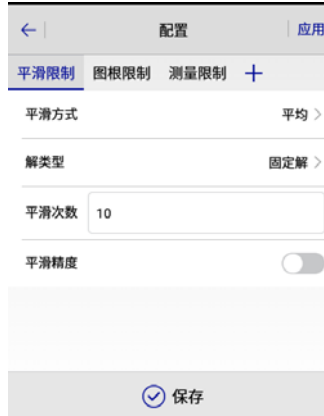 配置 应用
平滑限制 图根限制 测量限制
平滑方式 平均
解类型 固定解
平滑次数 10
平滑精度
保存